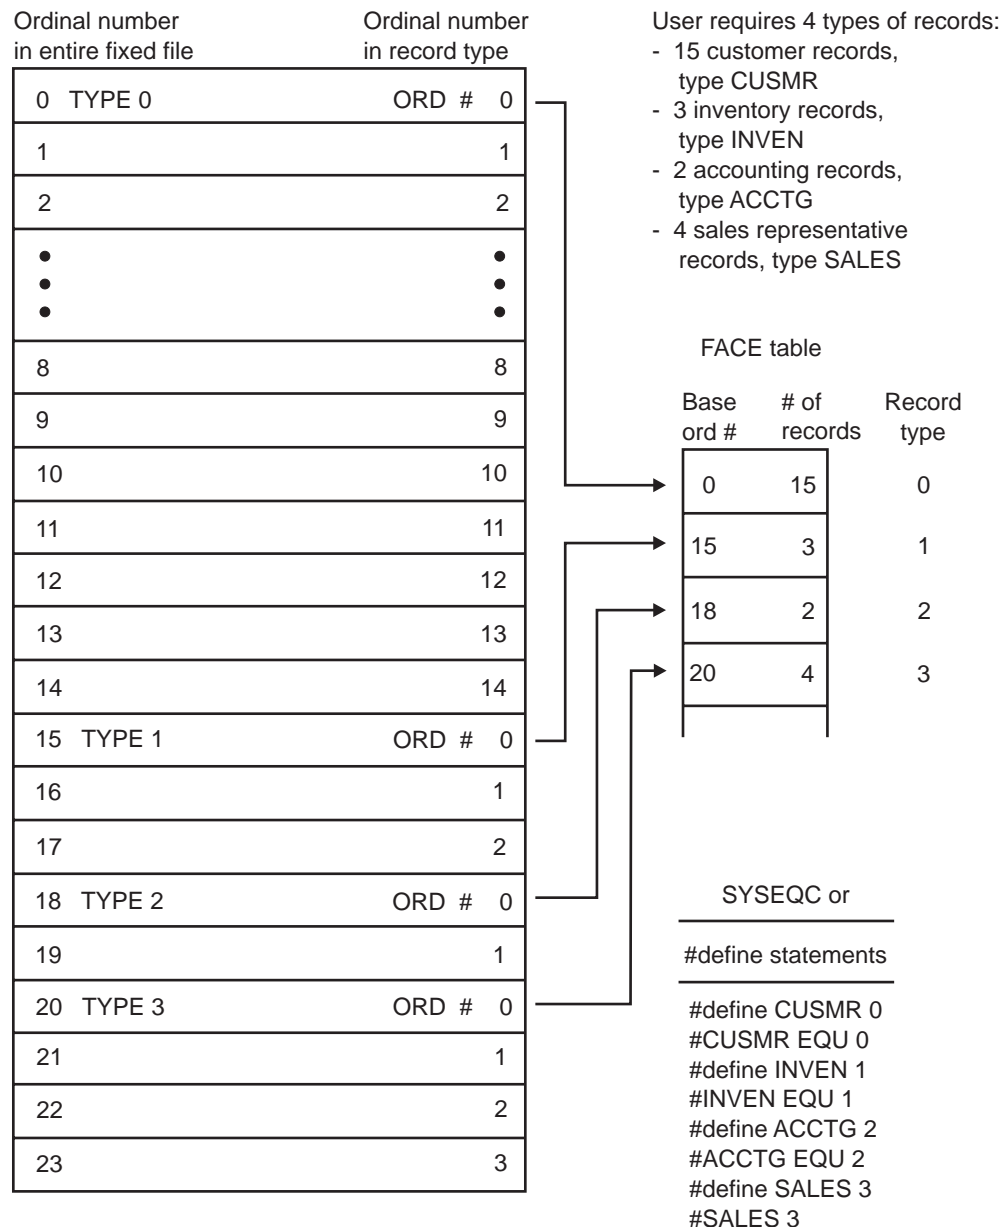 Ordinal number
in entire fixed file
Ordinal number
in record type
0 TYPE 0 ORD # 0
1 1
2 2
8 8
9 9
10 10
11 11
12 12
13 13
14 14
15 TYPE 1 ORD # 0
16 1
17 2
18 TYPE 2 ORD # 0
19 1
20 TYPE 3 ORD # 0
21 1
22 2
23 3
User requires 4 types of records:
- 15 customer records,
type CUSMR
- 3 inventory records,
type INVEN
- 2 accounting records,
type ACCTG
- 4 sales representative
records, type SALES
FACE table
Base # of Record
ord # records type
0 15 0
15 3 1
18 2 2
20 4 3
SYSEQC or
#define statements
#define CUSMR 0
#CUSMR EQU 0
#define INVEN 1
#INVEN EQU 1
#define ACCTG 2
#ACCTG EQU 2
#define SALES 3
#SALES 3